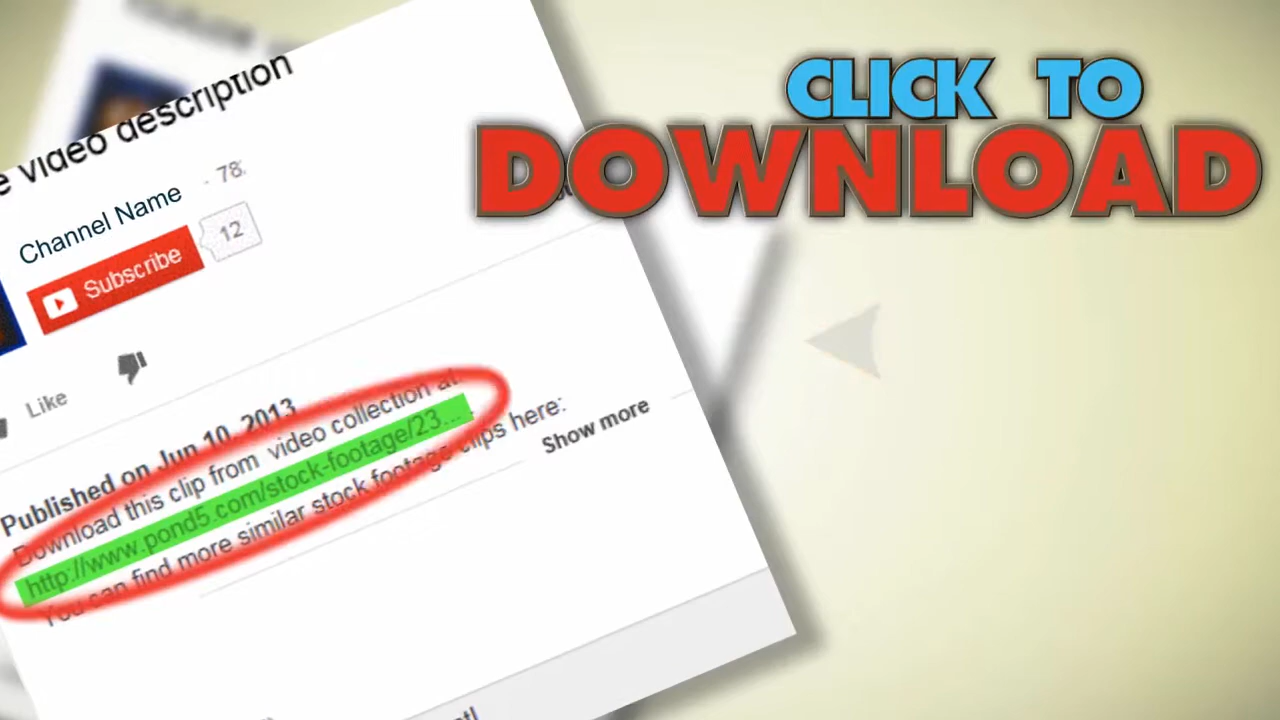 CLICK TO
DOWNLOAD
video description
Channel Name
78
Subscribe
12
Like
Published on Jun 10, 2013
Download this clip from video collection at
http://www.pond5.com/stock-footage/23...
You can find more similar stock footage clips here:
Show more